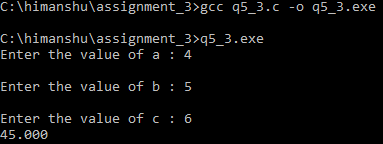 C:\himanshu\assignment_3>gcc q5_3.c -o q5_3.exe
C:\himanshu\assignment_3>q5_3.exe
Enter the value of a : 4
Enter the value of b : 5
Enter the value of c : 6
45.000